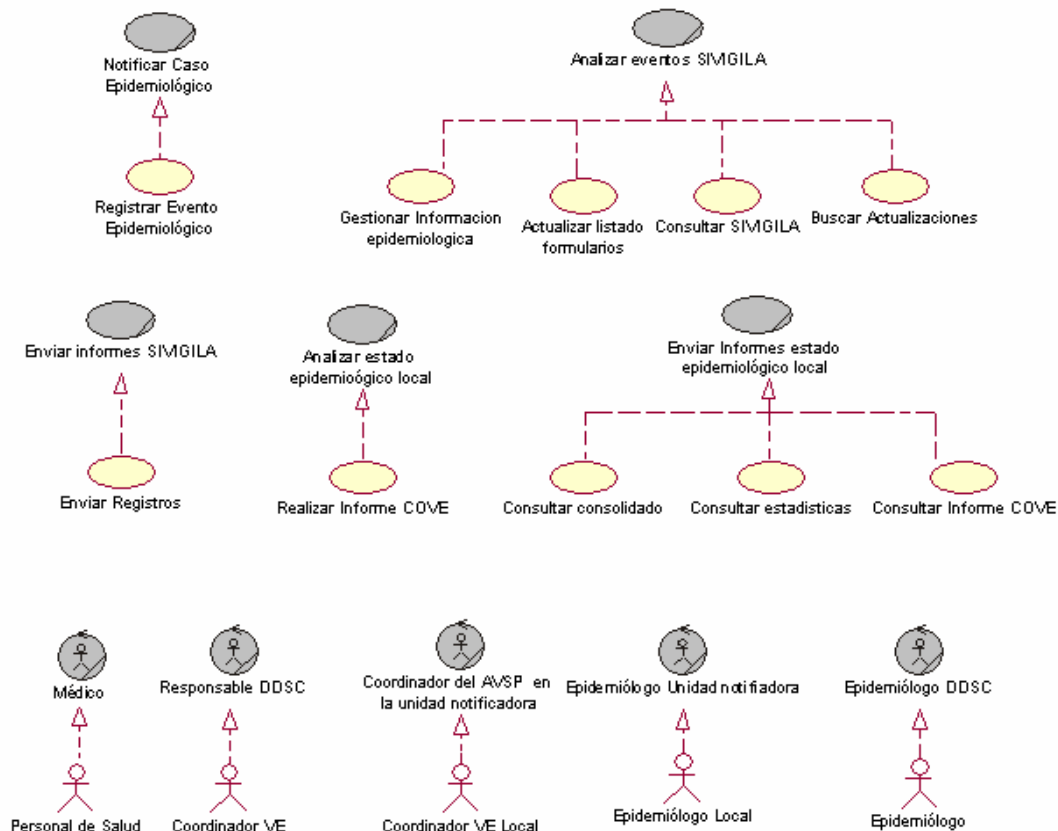 Notificar Caso
Epidemiológico
Analizar eventos SIVIGILA
Registrar Evento
Epidemiológico
Gestionar Informacion
epidemiologica
Actualizar listado
formularios
Consultar SIVIGILA
Buscar Actualizaciones
Enviar informes SIVIGILA
Analizar estado
epidemioógico local
Enviar Informes estado
epidemiológico local
Enviar Registros
Realizar Informe COVE
Consultar consolidado
Consultar estadisticas
Consultar Informe COVE
Médico
Responsable DDSC
Coordinador del AVSP en
la unidad notificadora
Epidemiólogo Unidad notifiadora
Epidemiólogo DDSC
Personal de Salud
Coordinador VE
Coordinador VE Local
Epidemiólogo Local
Epidemiólogo